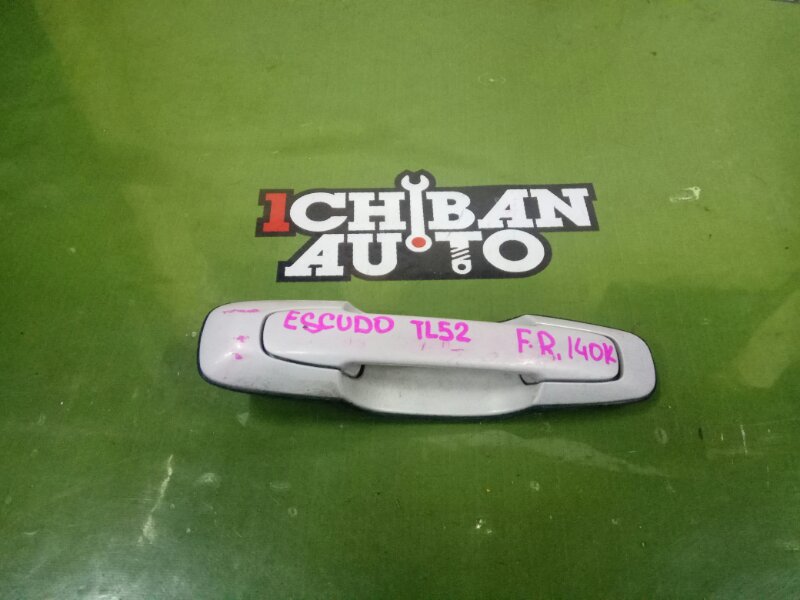 1CHIBAN
AUTO
ESCUDO TL52 F.R. 140K